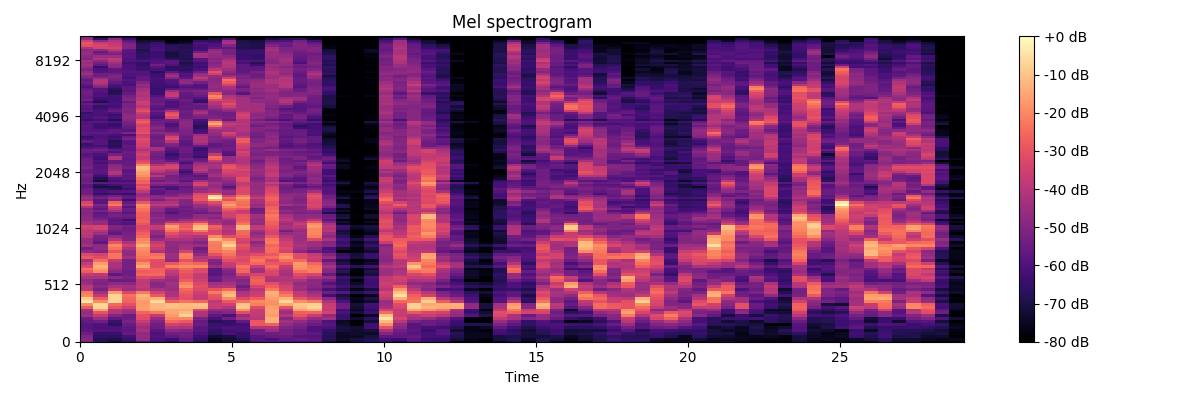 Mel spectrogram
+0 dB
8192
-10 dB
-20 dB
4096
-30 dB
Hz
2048
-40 dB
1024
-50 dB
-60 dB
512
-70 dB
0
-80 dB
0 5 10 15 20 25
Time